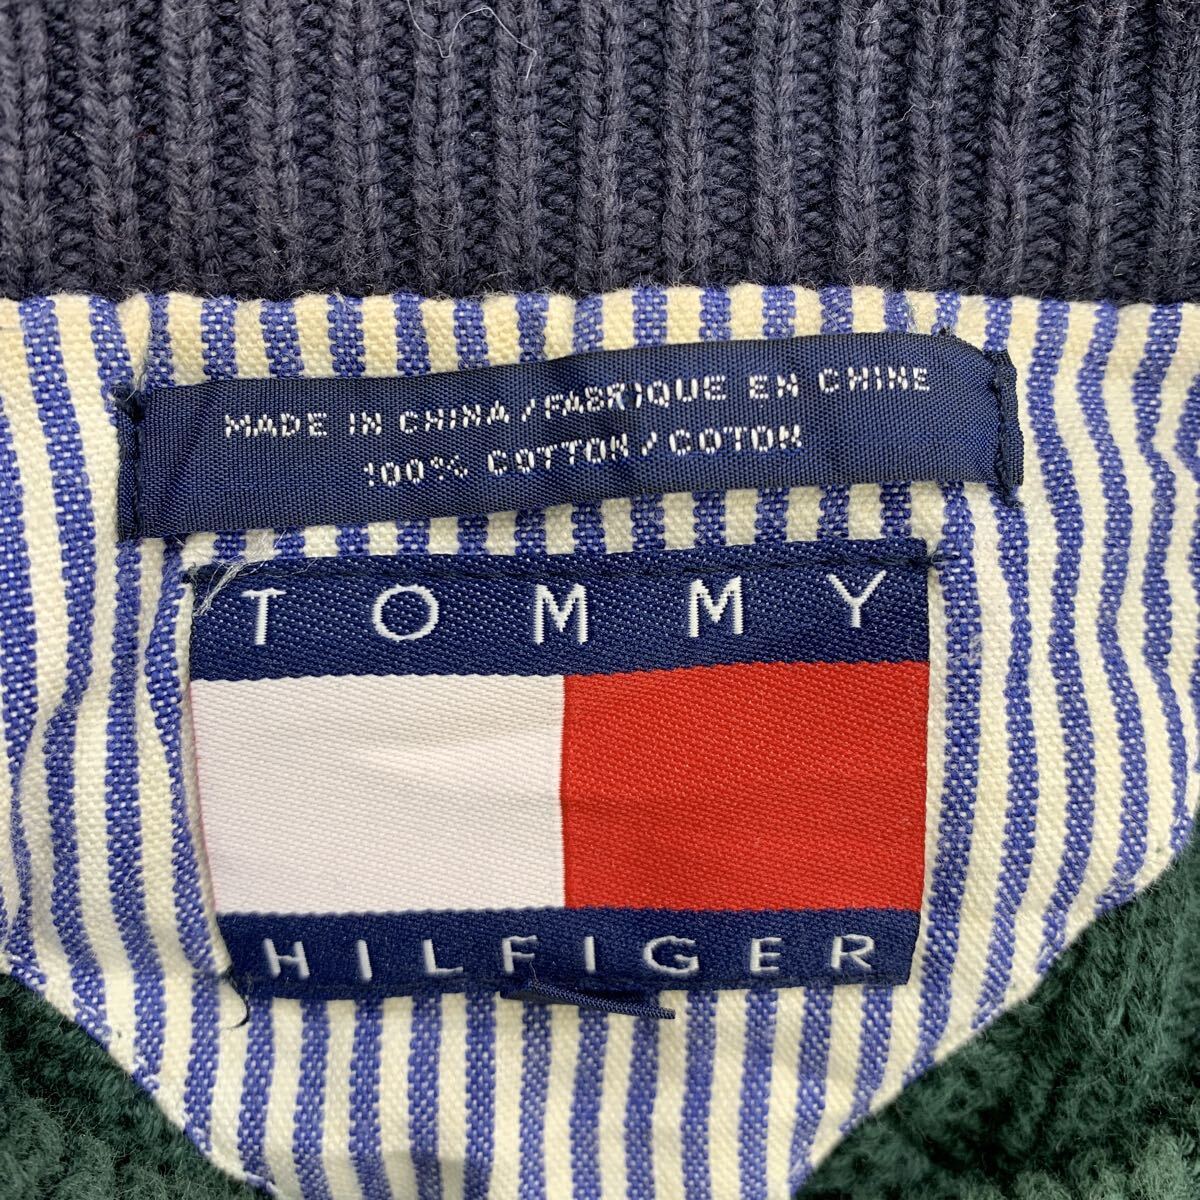 MADE IN CHINA / FABRIQUE EN CHINE
100% COTTON / COTON
TOMMY
HILFIGER